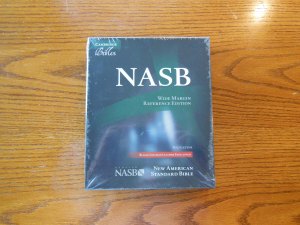 CAMBRIDGE
Bibles
NASB
WIDE MARGIN
REFERENCE EDITION
NASB
NEW AMERICAN
STANDARD BIBLE